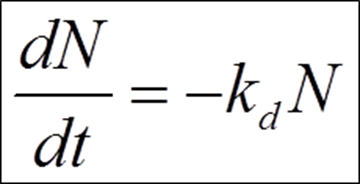 dN/dt = -k_d N